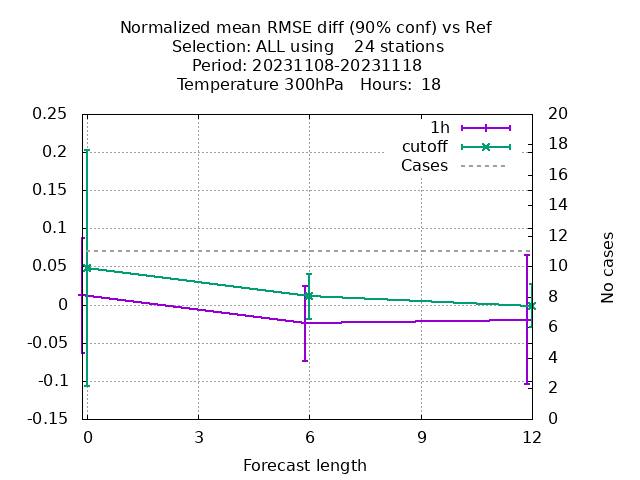 Normalized mean RMSE diff (90% conf) vs Ref
Selection: ALL using    24 stations
Period: 20231108-20231118
Temperature 300hPa   Hours:  18
0.25
0.2
0.15
0.1
0.05
0
-0.05
-0.1
-0.15
1h
cutoff
Cases
20
18
16
14
12
10
8
6
4
2
0
No cases
0
3
6
9
12
Forecast length